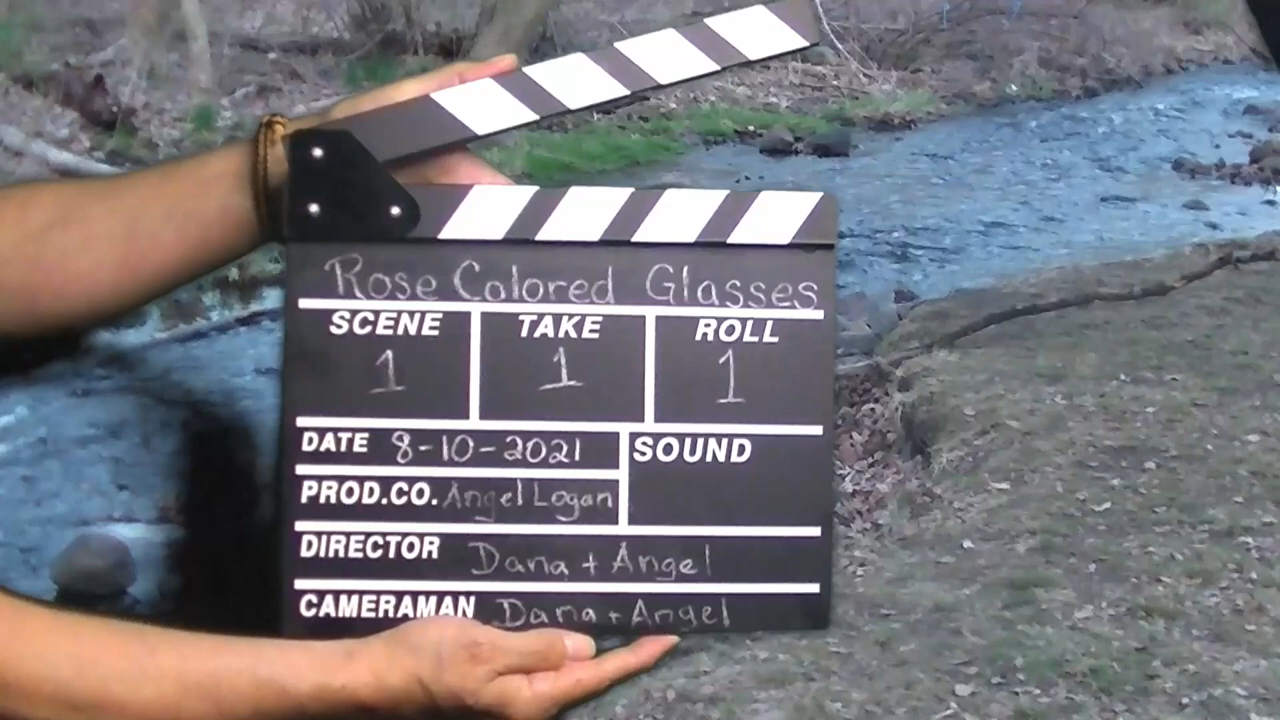 Rose Colored Glasses
SCENE TAKE ROLL
1 1 1
DATE 8-10-2021 SOUND
PROD.CO. Angel Logan
DIRECTOR Dana + Angel
CAMERAMAN Dana + Angel